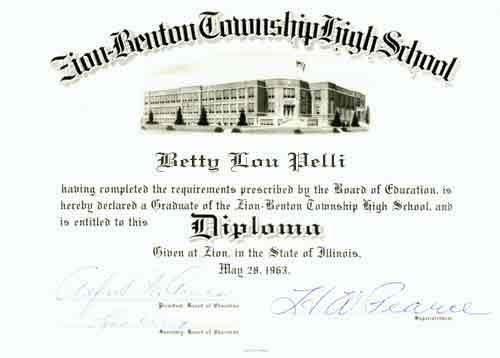 Zion-Benton Township High School
Betty Lou Pelli
having completed the requirements prescribed by the Board of Education, is
hereby declared a Graduate of the Zion-Benton Township High School, and
is entitled to this Diploma
Given at Zion, in the State of Illinois,
May 28, 1963.
President Board of Education
H W Pearce
Superintendent
Secretary Board of Education